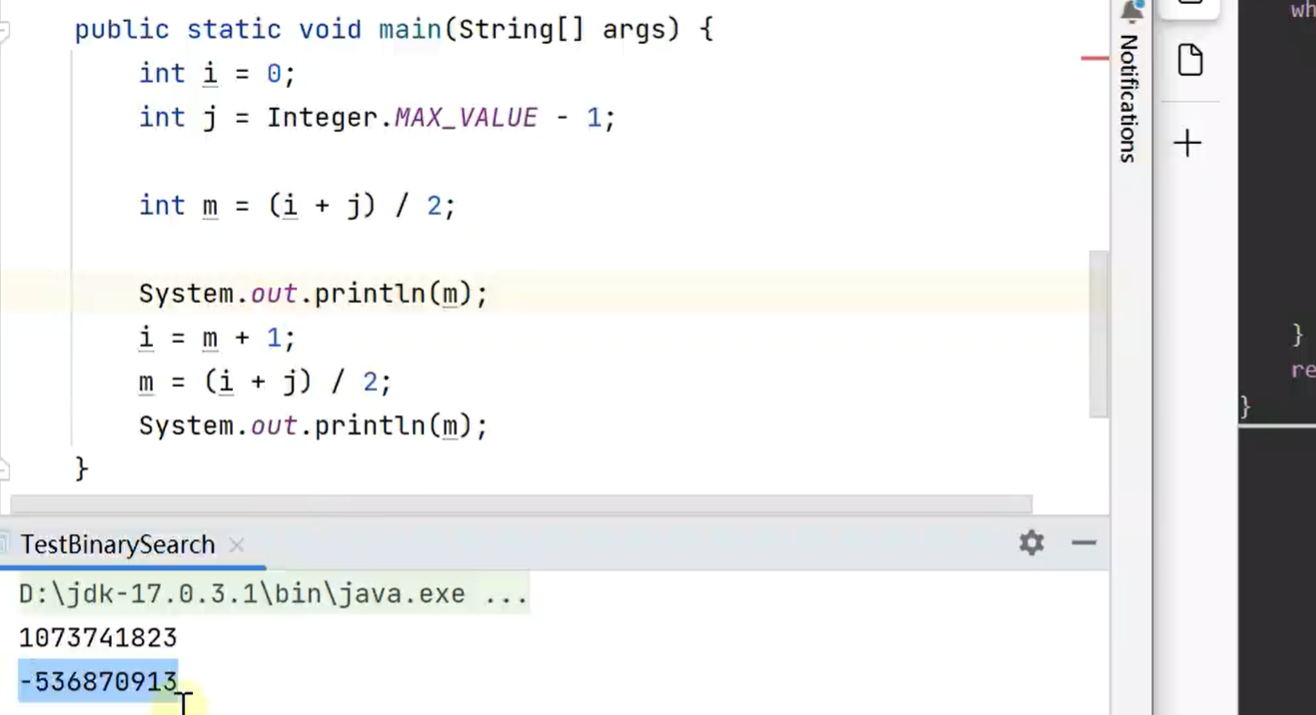 public static void main(String[] args) {
int i = 0;
int j = Integer.MAX_VALUE - 1;
int m = (i + j) / 2;
System.out.println(m);
i = m + 1;
m = (i + j) / 2;
System.out.println(m);
}
TestBinarySearch
D:\jdk-17.0.3.1\bin\java.exe ...
1073741823
-536870913
Notifications
wh
}
re
}